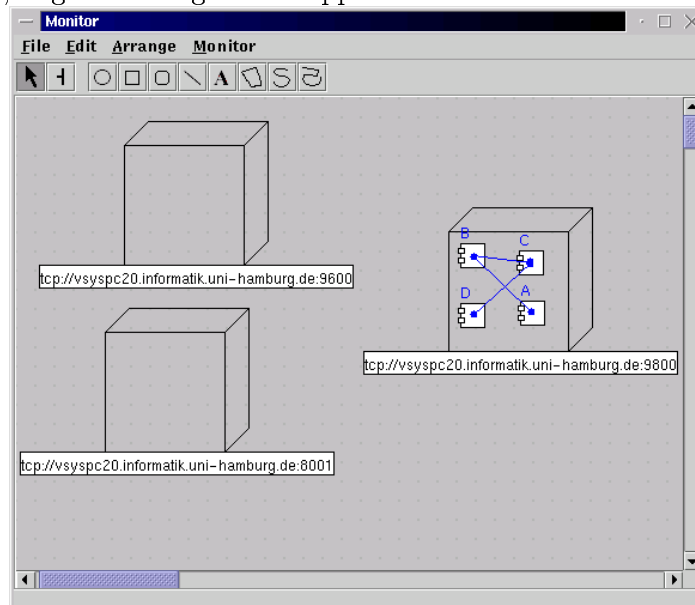 Monitor
File Edit Arrange Monitor
A
tcp://vsyspc20.informatik.uni-hamburg.de:9600
B
C
D
A
tcp://vsyspc20.informatik.uni-hamburg.de:9800
tcp://vsyspc20.informatik.uni-hamburg.de:8001